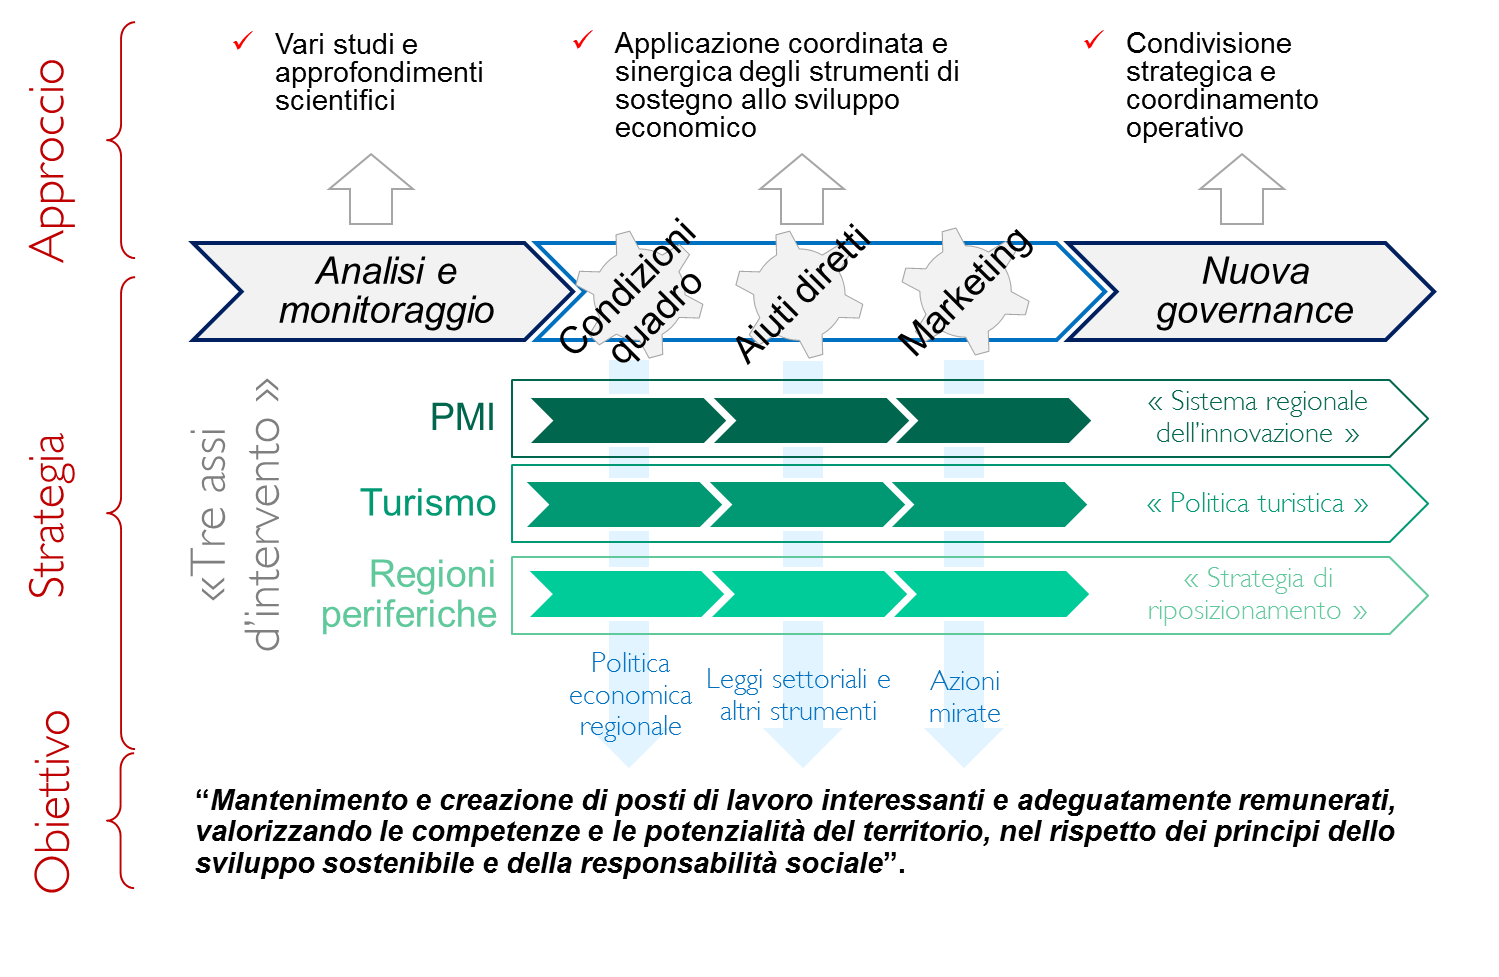 Approccio
Vari studi e
approfondimenti
scientifici
Applicazione coordinata e
sinergica degli strumenti di
sostegno allo sviluppo
economico
Condivisione
strategica e
coordinamento
operativo
Strategia
Analisi e
monitoraggio
Condizioni
quadro
Aiuti diretti
Marketing
Nuova
governance
«Tre assi
d'intervento »
PMI
« Sistema regionale
dell'innovazione »
Turismo
« Politica turistica »
Regioni
periferiche
« Strategia di
riposizionamento »
Politica
economica
regionale
Leggi settoriali e
altri strumenti
Azioni
mirate
Obiettivo
“Mantenimento e creazione di posti di lavoro interessanti e adeguatamente remunerati,
valorizzando le competenze e le potenzialità del territorio, nel rispetto dei principi dello
sviluppo sostenibile e della responsabilità sociale”.